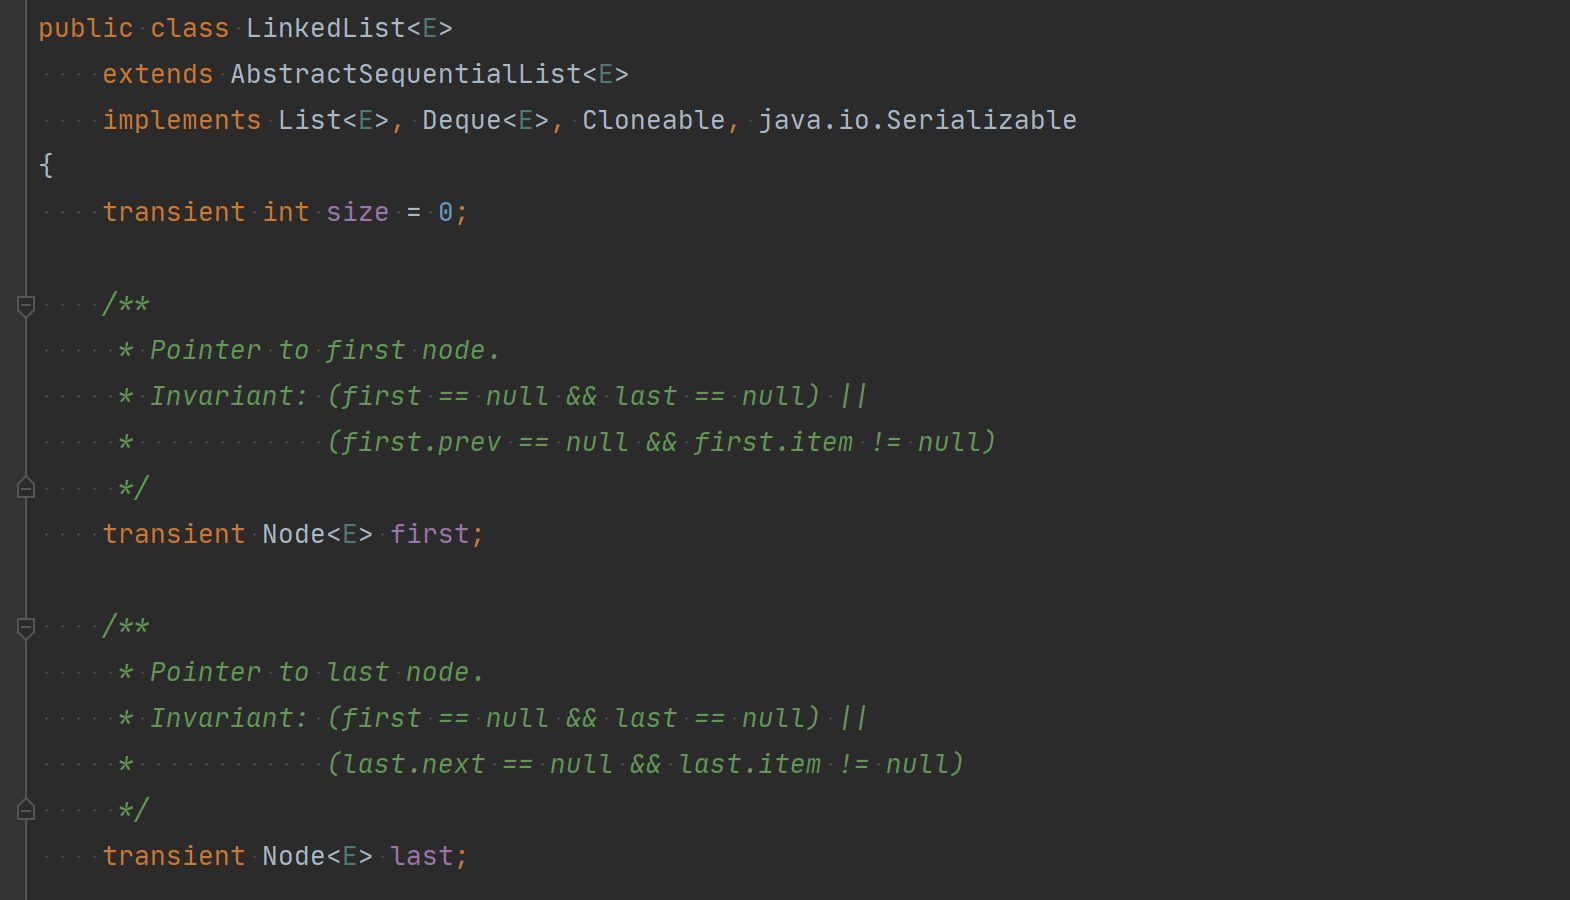 public class LinkedList<E>
    extends AbstractSequentialList<E>
    implements List<E>, Deque<E>, Cloneable, java.io.Serializable
{
    transient int size = 0;

    /**
     * Pointer to first node.
     * Invariant: (first == null && last == null) ||
     *            (first.prev == null && first.item != null)
     */
    transient Node<E> first;

    /**
     * Pointer to last node.
     * Invariant: (first == null && last == null) ||
     *            (last.next == null && last.item != null)
     */
    transient Node<E> last;